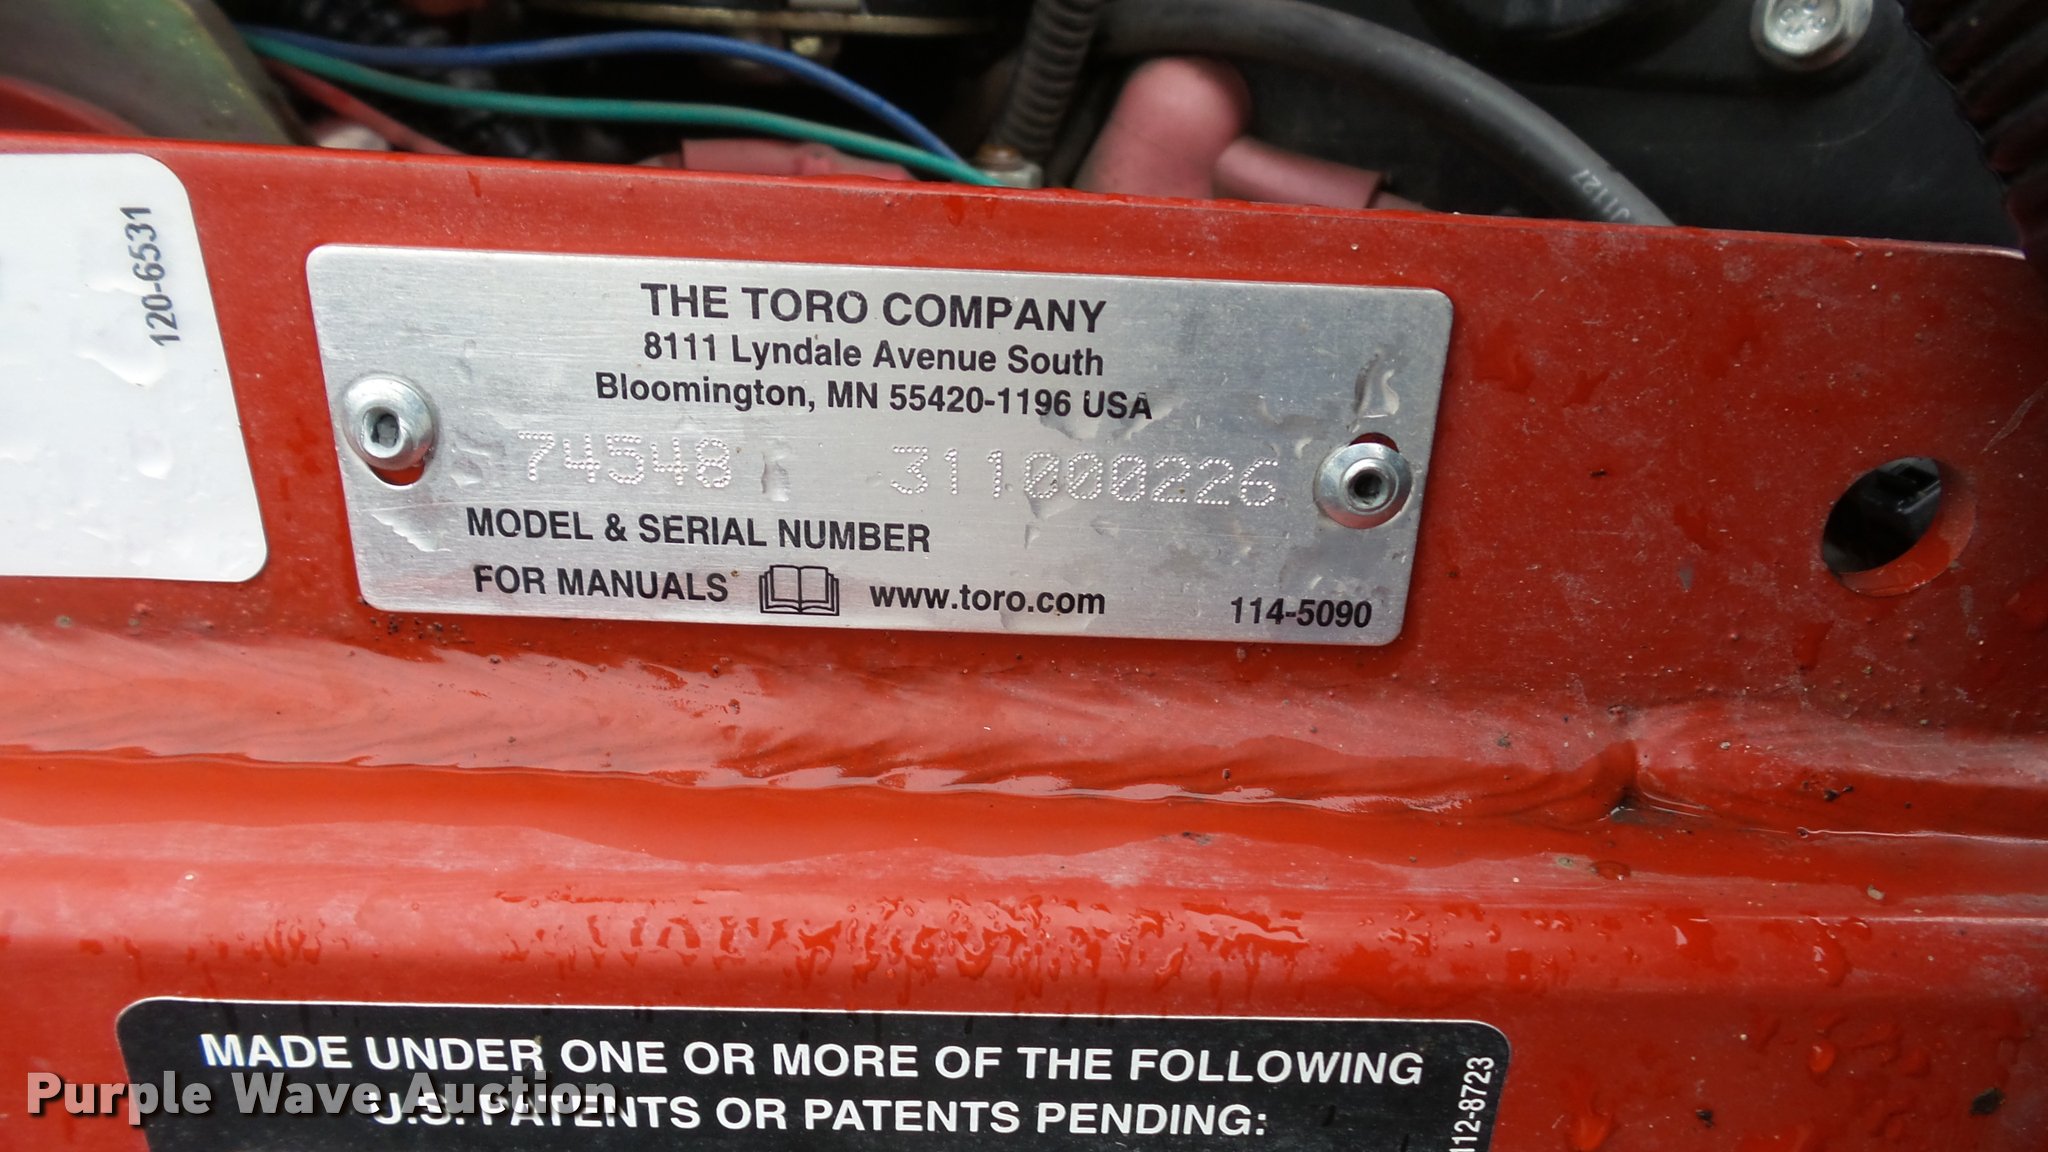 120-6531
J1127
THE TORO COMPANY
8111 Lyndale Avenue South
Bloomington, MN 55420-1196 USA
74548 311000226
MODEL & SERIAL NUMBER
FOR MANUALS www.toro.com 114-5090
MADE UNDER ONE OR MORE OF THE FOLLOWING
U.S. PATENTS OR PATENTS PENDING:
112-8723
Purple Wave Auction